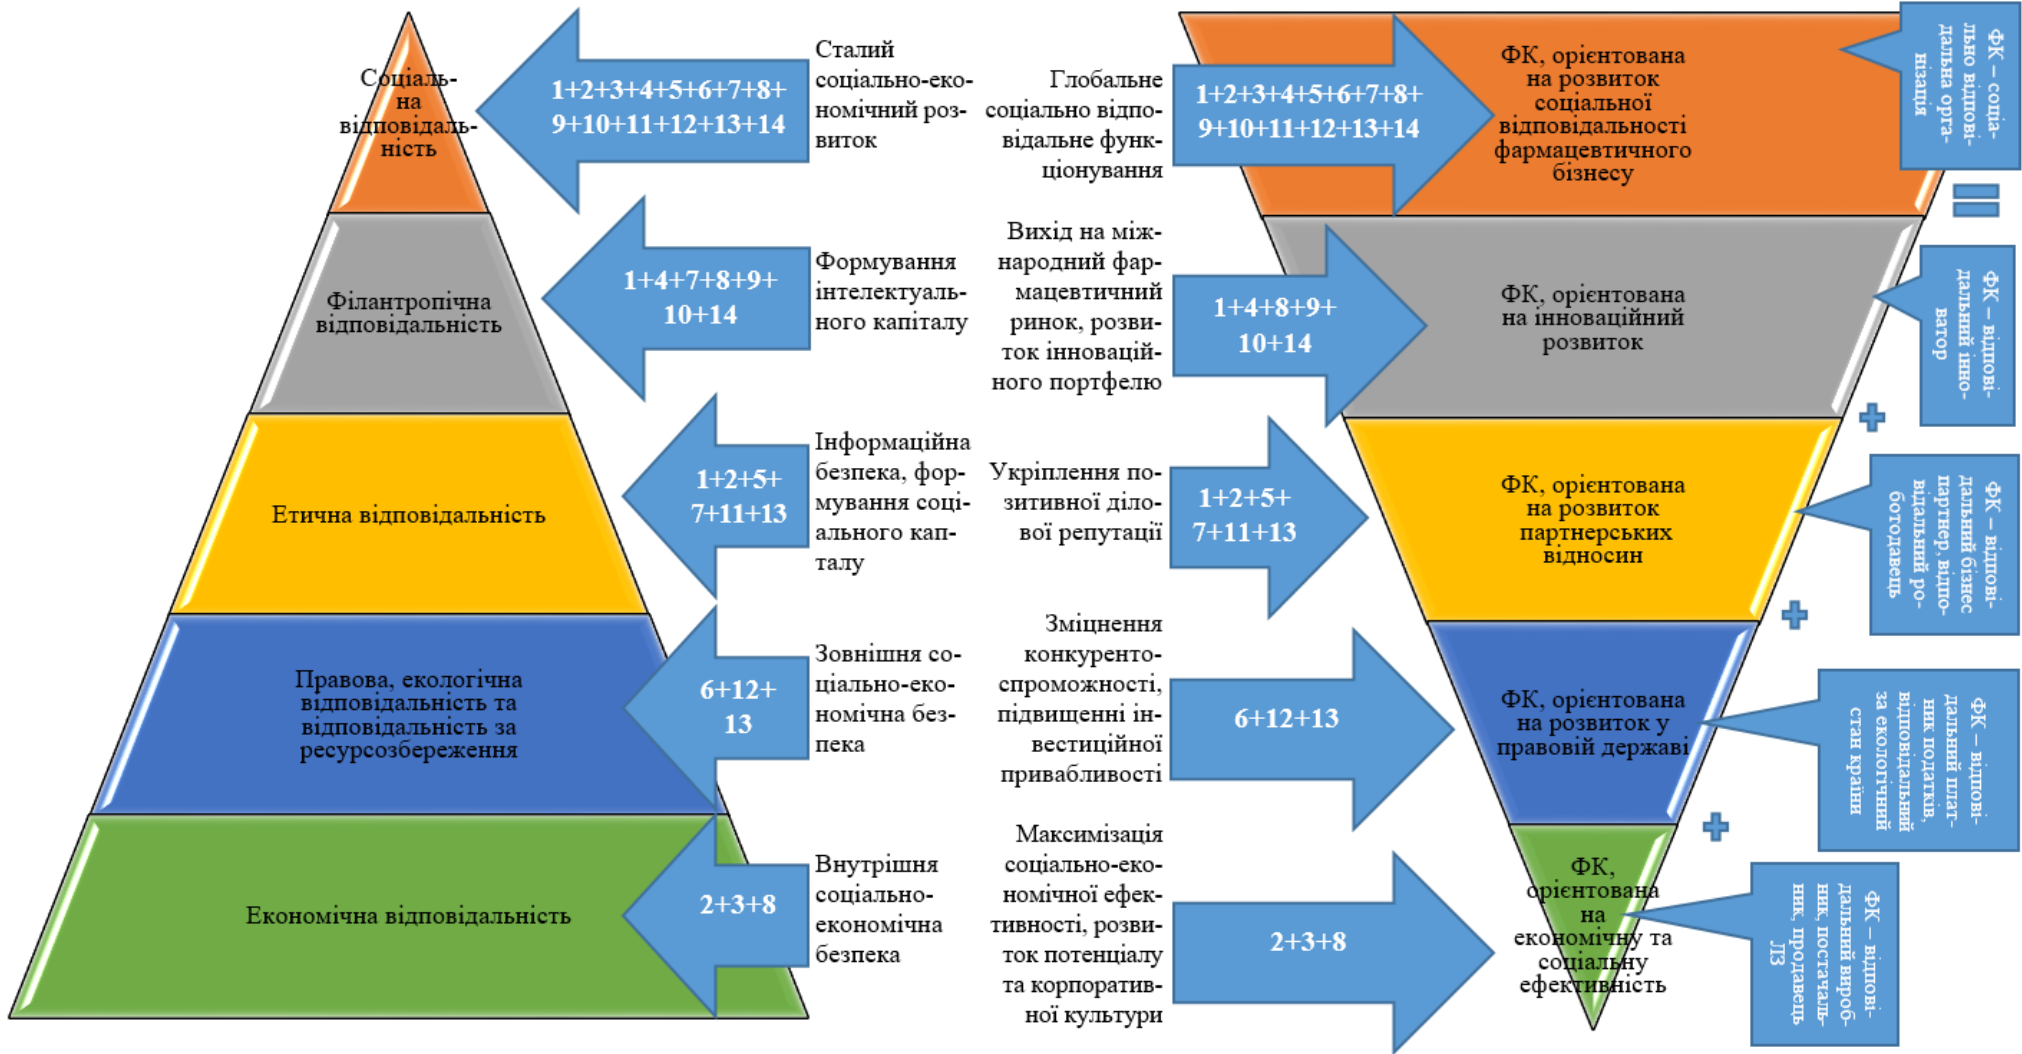 Соціаль-
на
відповідаль-
ність
1+2+3+4+5+6+7+8+
9+10+11+12+13+14
Сталий
соціально-еко-
номічний роз-
виток
Філантропічна
відповідальність
1+4+7+8+9+
10+14
Формування
інтелектуаль-
ного капіталу
Етична відповідальність
1+2+5+
7+11+13
Інформаційна
безпека, фор-
мування соці-
ального кап-
талу
Правова, екологічна
відповідальність та
відповідальність за
ресурсозбереження
6+12+
13
Зовнішня со-
ціально-еко-
номічна без-
пека
Економічна відповідальність
2+3+8
Внутрішня
соціально-
економічна
безпека
Глобальне
соціально відпо-
відальне функ-
ціонування
1+2+3+4+5+6+7+8+
9+10+11+12+13+14
ФК, орієнтована
на розвиток
соціальної
відповідальності
фармацевтичного
бізнесу
ФК – соціа-
льно відпові-
дальна орга-
нізація
Вихід на між-
народний фар-
мацевтичний
ринок, розви-
ток інновацій-
ного портфелю
1+4+8+9+
10+14
ФК, орієнтована
на інноваційний
розвиток
ФК – відпові-
дальний інно-
ватор
Укріплення по-
зитивної діло-
вої репутації
1+2+5+
7+11+13
ФК, орієнтована
на розвиток
партнерських
відносин
ФК – відпові-
дальний бізнес
партнер, відпо-
відальний ро-
ботодавець
Зміцнення
конкуренто-
спроможності,
підвищенні ін-
вестиційної
привабливості
6+12+13
ФК, орієнтована
на розвиток у
правовій державі
ФК – відпові-
дальний плат-
ник податків,
відповідальний
за екологічний
стан країни
Максимізація
соціально-еко-
номічної ефек-
тивності, розви-
ток потенціалу
та корпоратив-
ної культури
2+3+8
ФК,
орієнтована
на
економічну та
соціальну
ефективність
ФК – відпові-
дальний вироб-
ник, постачаль-
ник, продавець
ЛЗ